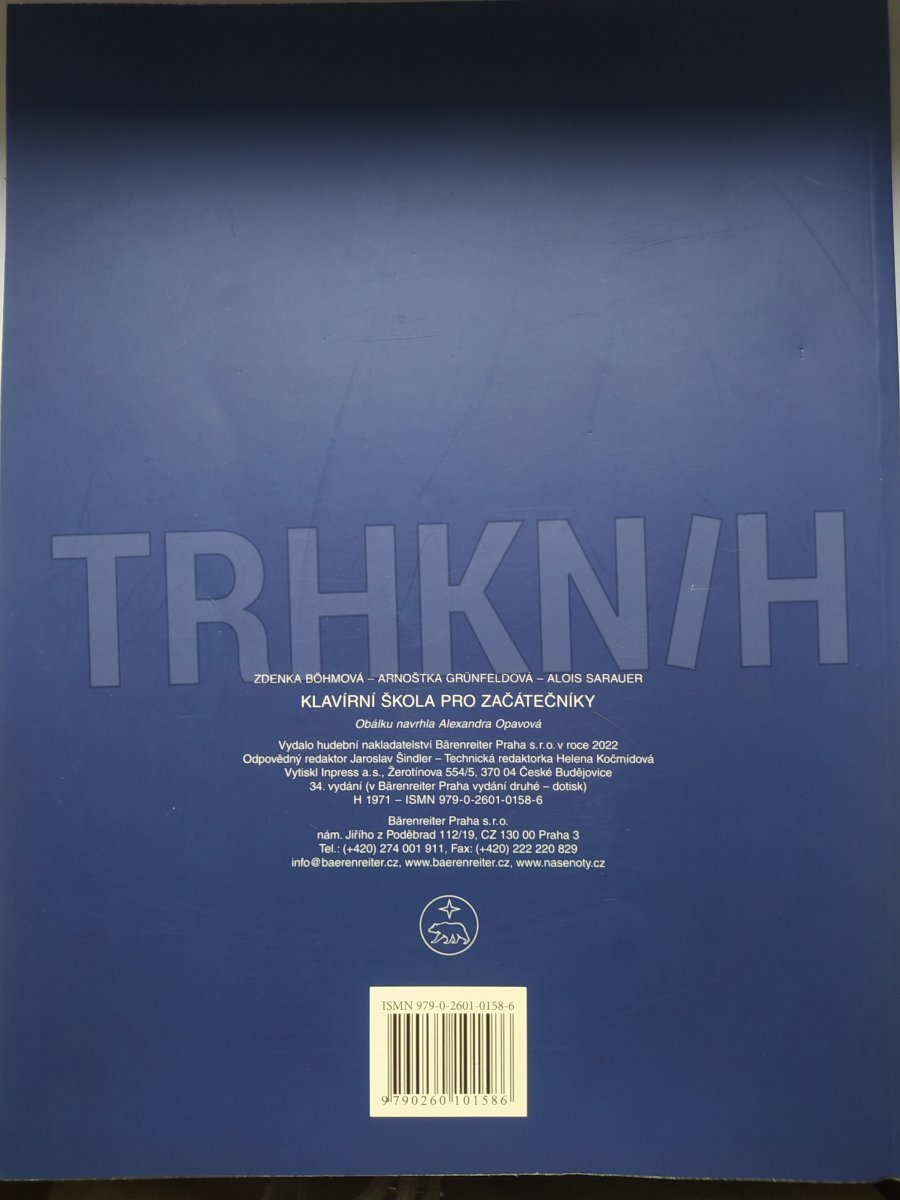 TRHKNIH
ZDENKA BÖHMOVÁ – ARNOŠTKA GRÜNFELDOVÁ – ALOIS SARAUER
KLAVÍRNÍ ŠKOLA PRO ZAČÁTEČNÍKY
Obálku navrhla Alexandra Opavová
Vydalo hudební nakladatelství Bärenreiter Praha s.r.o. v roce 2022
Odpovědný redaktor Jaroslav Šindler – Technická redaktorka Helena Kočmídová
Vytiskl Inpress a.s., Žerotínova 554/5, 370 04 České Budějovice
34. vydání (v Bärenreiter Praha vydání druhé – dotisk)
H 1971 – ISMN 979-0-2601-0158-6
Bärenreiter Praha s.r.o.
nám. Jiřího z Poděbrad 112/19, CZ 130 00 Praha 3
Tel.: (+420) 274 001 911, Fax: (+420) 222 220 829
info@baerenreiter.cz, www.baerenreiter.cz, www.nasenoty.cz
ISMN 979-0-2601-0158-6
9 790260 101586